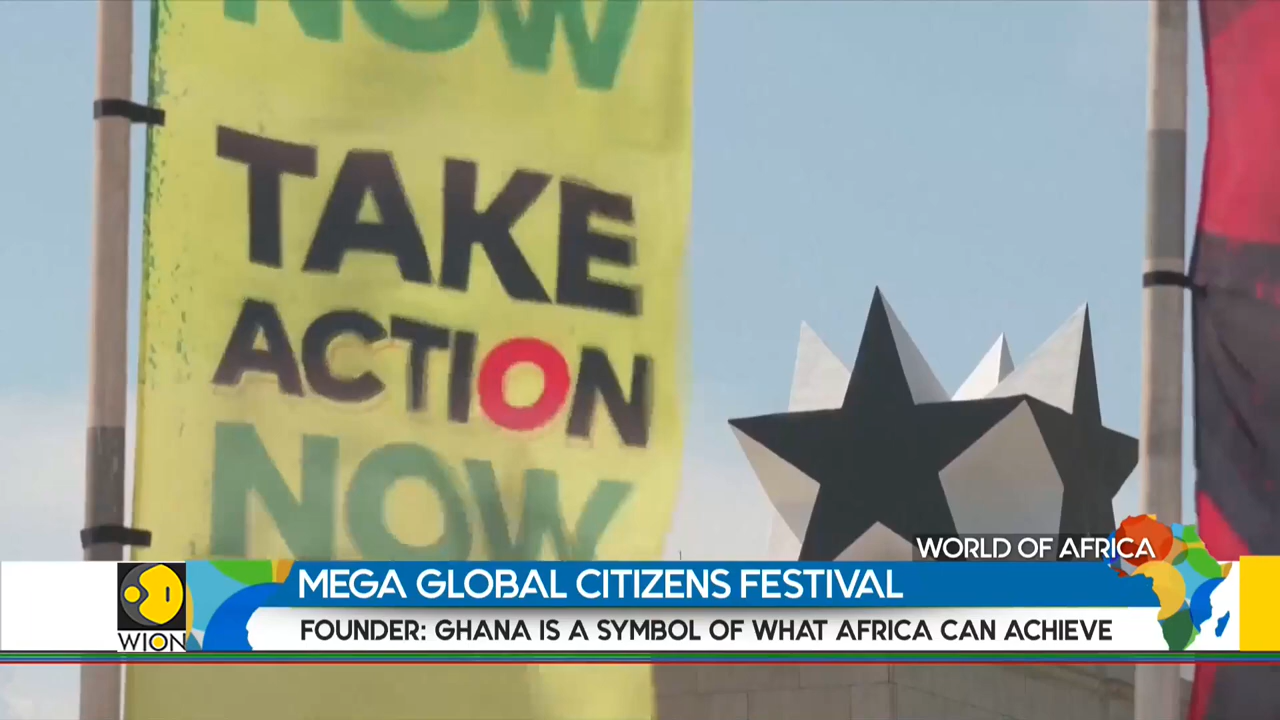 NOW
TAKE
ACTION
NOW
WORLD OF AFRICA
MEGA GLOBAL CITIZENS FESTIVAL
FOUNDER: GHANA IS A SYMBOL OF WHAT AFRICA CAN ACHIEVE
WION